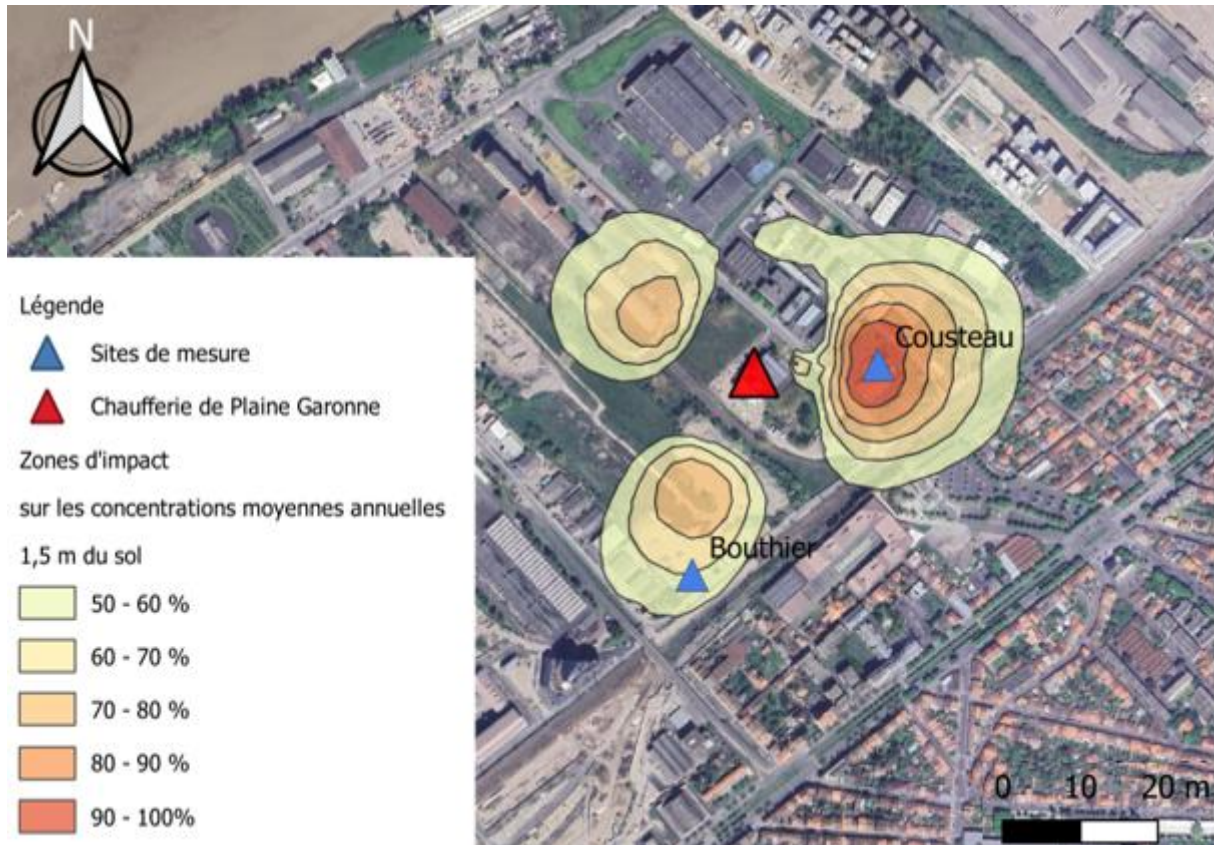 N
Légende
Sites de mesure
Chaufferie de Plaine Garonne
Zones d'impact
sur les concentrations moyennes annuelles
1,5 m du sol
50 - 60 %
60 - 70 %
70 - 80 %
80 - 90 %
90 - 100%
Cousteau
Bouthier
0 10 20 m